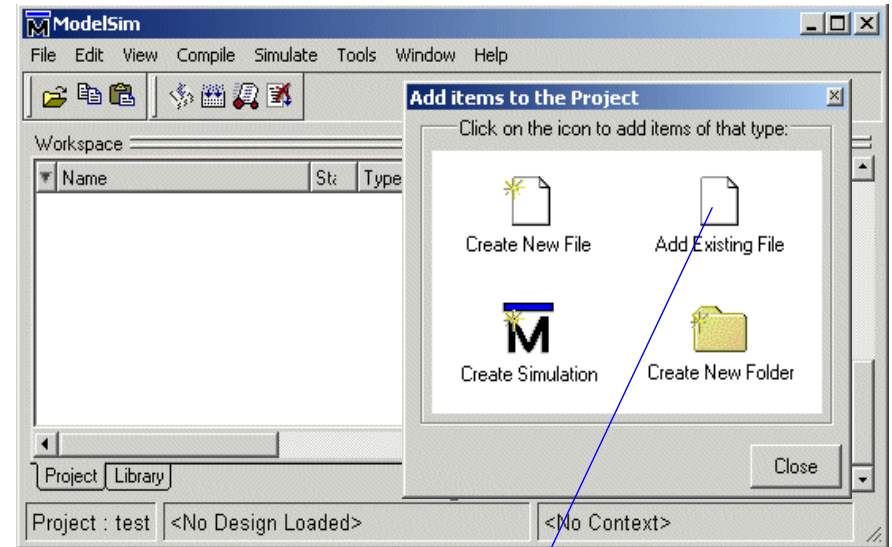 ModelSim
File Edit View Compile Simulate Tools Window Help
Add items to the Project
Click on the icon to add items of that type:
Workspace
Name Sta Type
Create New File Add Existing File
M
Create Simulation Create New Folder
Close
Project Library
Project : test <No Design Loaded> <No Context>